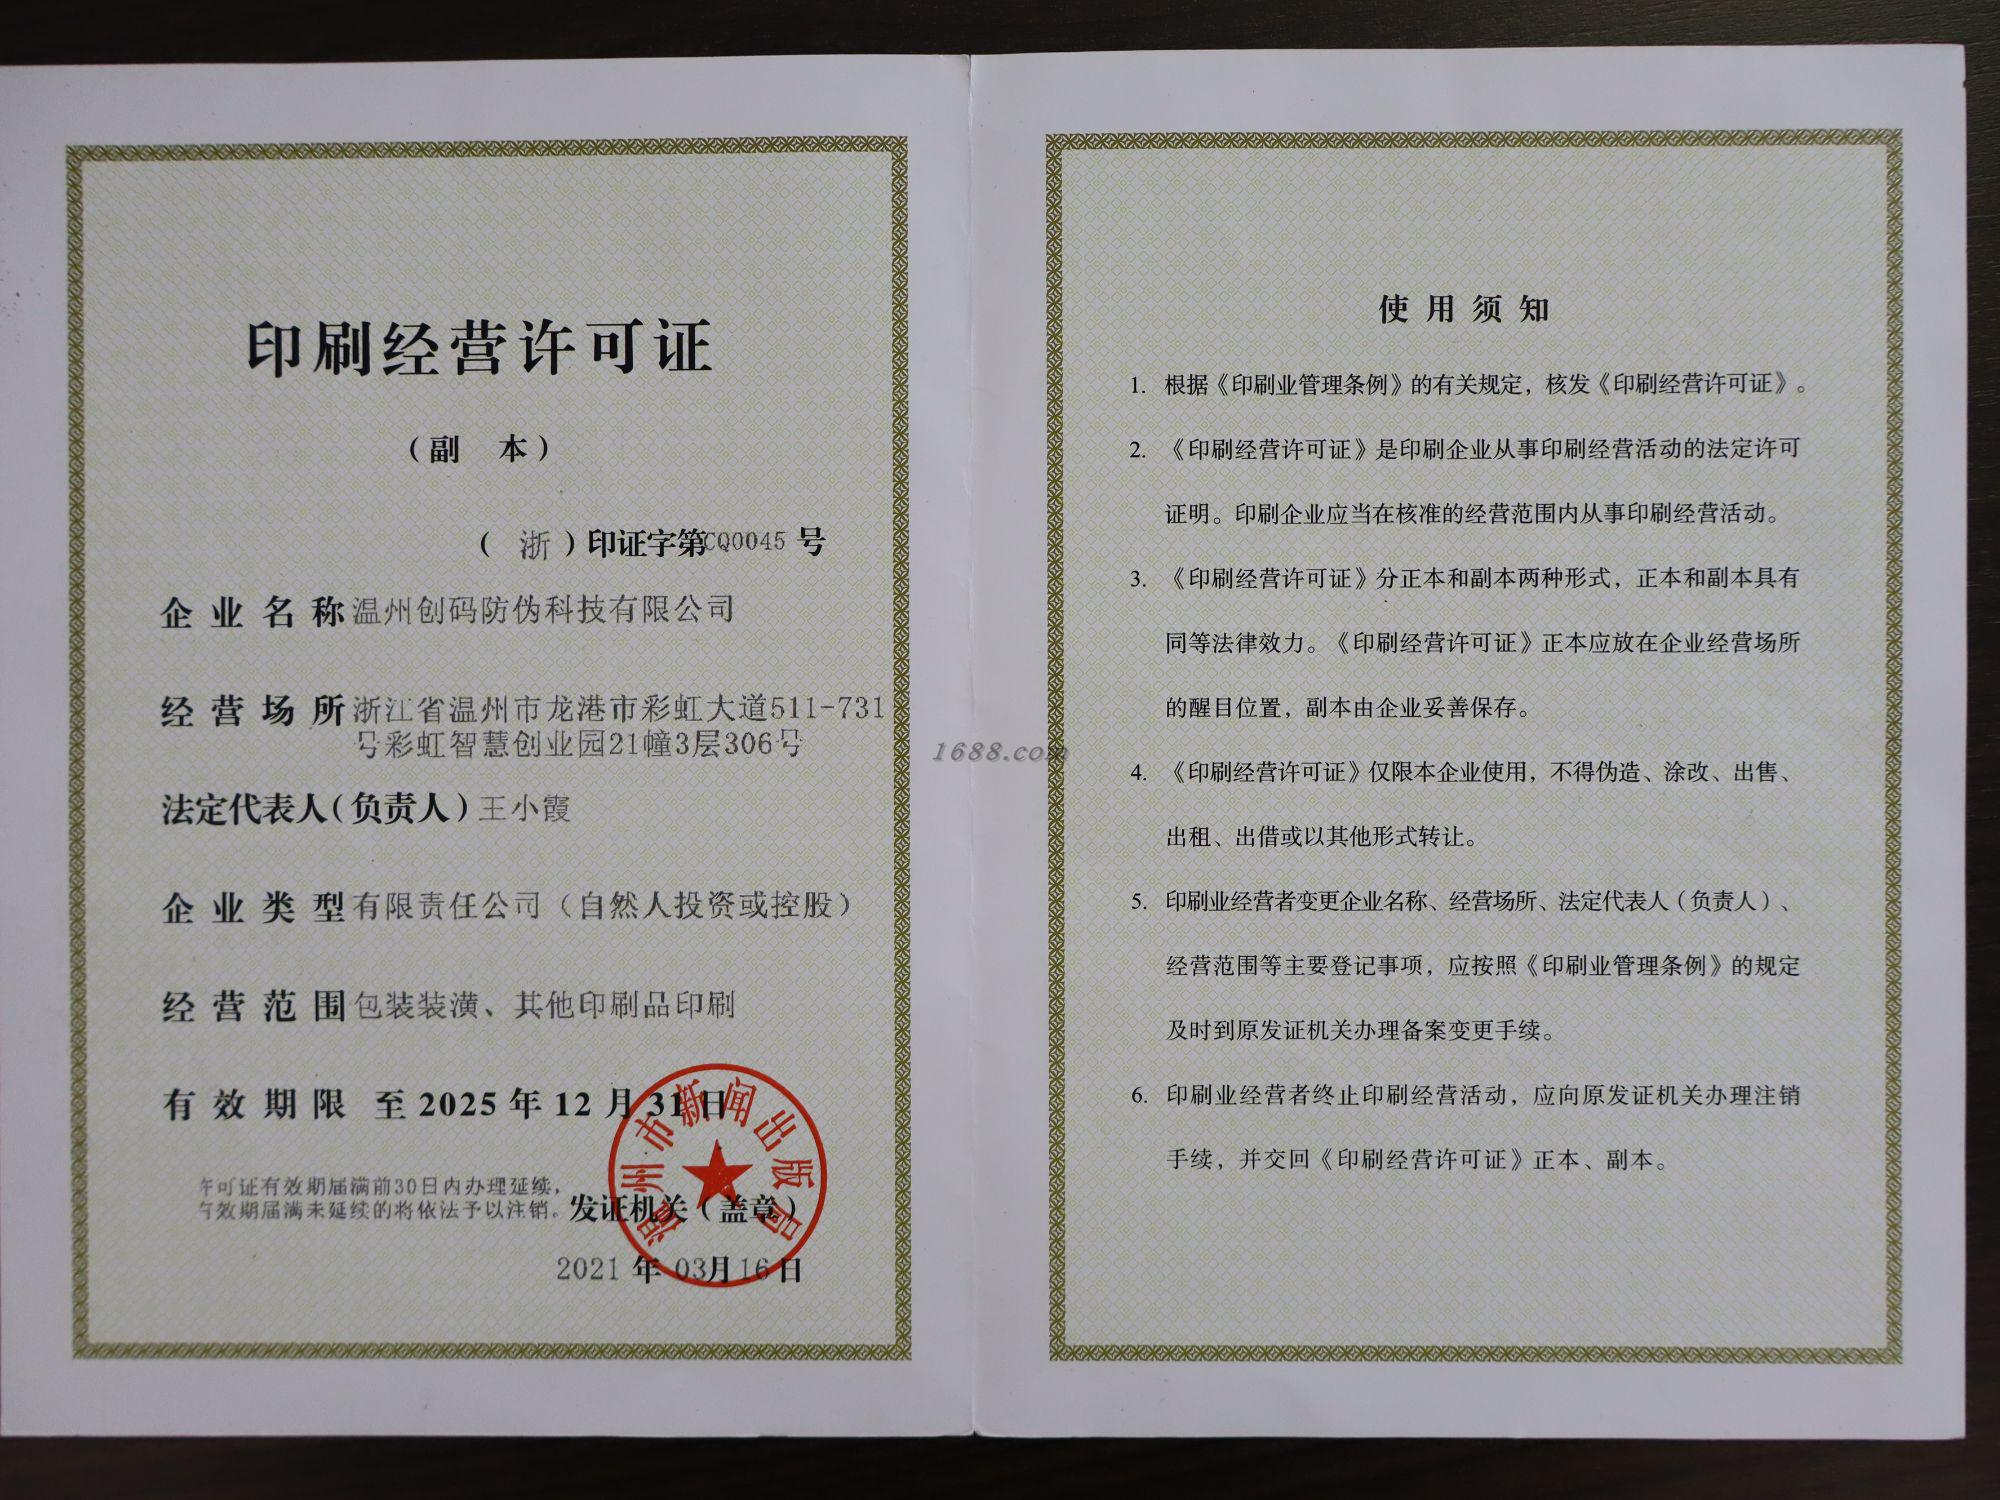 印刷经营许可证
（副 本）
（ 浙 ）印证字第CQ0045 号
企业名称 温州创码防伪科技有限公司
经营场所 浙江省温州市龙港市彩虹大道511-731
号彩虹智慧创业园21幢3层306号
法定代表人（负责人）王小霞
企业类型 有限责任公司（自然人投资或控股）
经营范围 包装装潢、其他印刷品印刷
有效期限 至 2025 年 12 月 31 日
许可证有效期届满前30日内办理延续，
有效期届满未延续的将依法予以注销。
发证机关（盖章）
温州市新闻出版局
2021 年 03月 16日
1688.com
使用须知
1. 根据《印刷业管理条例》的有关规定，核发《印刷经营许可证》。
2. 《印刷经营许可证》是印刷企业从事印刷经营活动的法定许可
证明。印刷企业应当在核准的经营范围内从事印刷经营活动。
3. 《印刷经营许可证》分正本和副本两种形式，正本和副本具有
同等法律效力。《印刷经营许可证》正本应放在企业经营场所
的醒目位置，副本由企业妥善保存。
4. 《印刷经营许可证》仅限本企业使用，不得伪造、涂改、出售、
出租、出借或以其他形式转让。
5. 印刷业经营者变更企业名称、经营场所、法定代表人（负责人）、
经营范围等主要登记事项，应按照《印刷业管理条例》的规定
及时到原发证机关办理备案变更手续。
6. 印刷业经营者终止印刷经营活动，应向原发证机关办理注销
手续，并交回《印刷经营许可证》正本、副本。